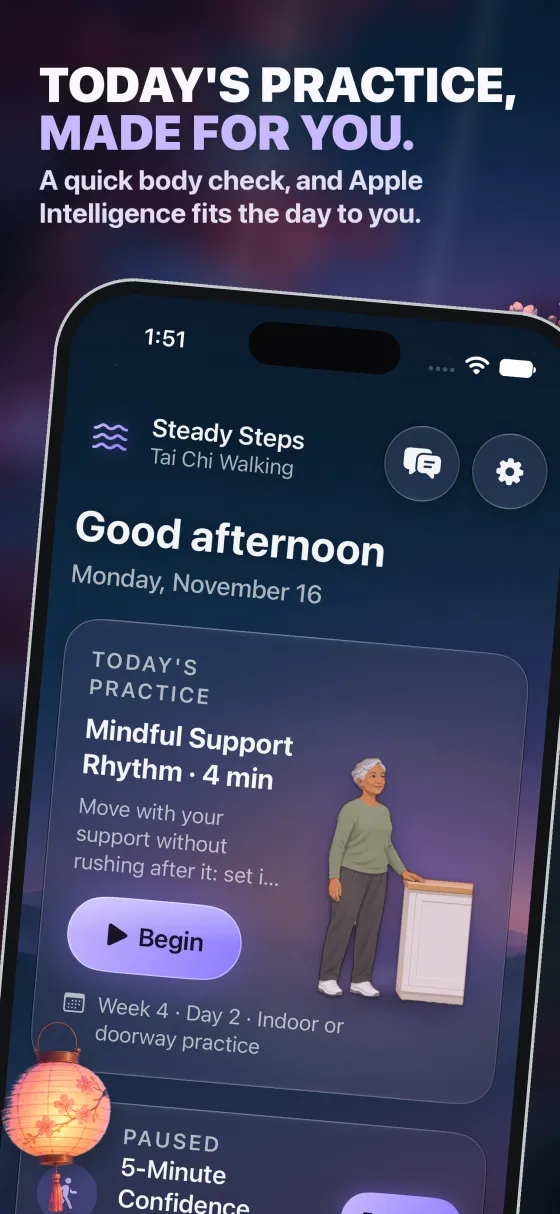 TODAY'S PRACTICE,
MADE FOR YOU.
A quick body check, and Apple
Intelligence fits the day to you.
1:51
Steady Steps
Tai Chi Walking
Good afternoon
Monday, November 16
TODAY'S
PRACTICE
Mindful Support
Rhythm · 4 min
Move with your
support without
rushing after it: set i...
Begin
Week 4 · Day 2 · Indoor or
doorway practice
PAUSED
5-Minute
Confidence